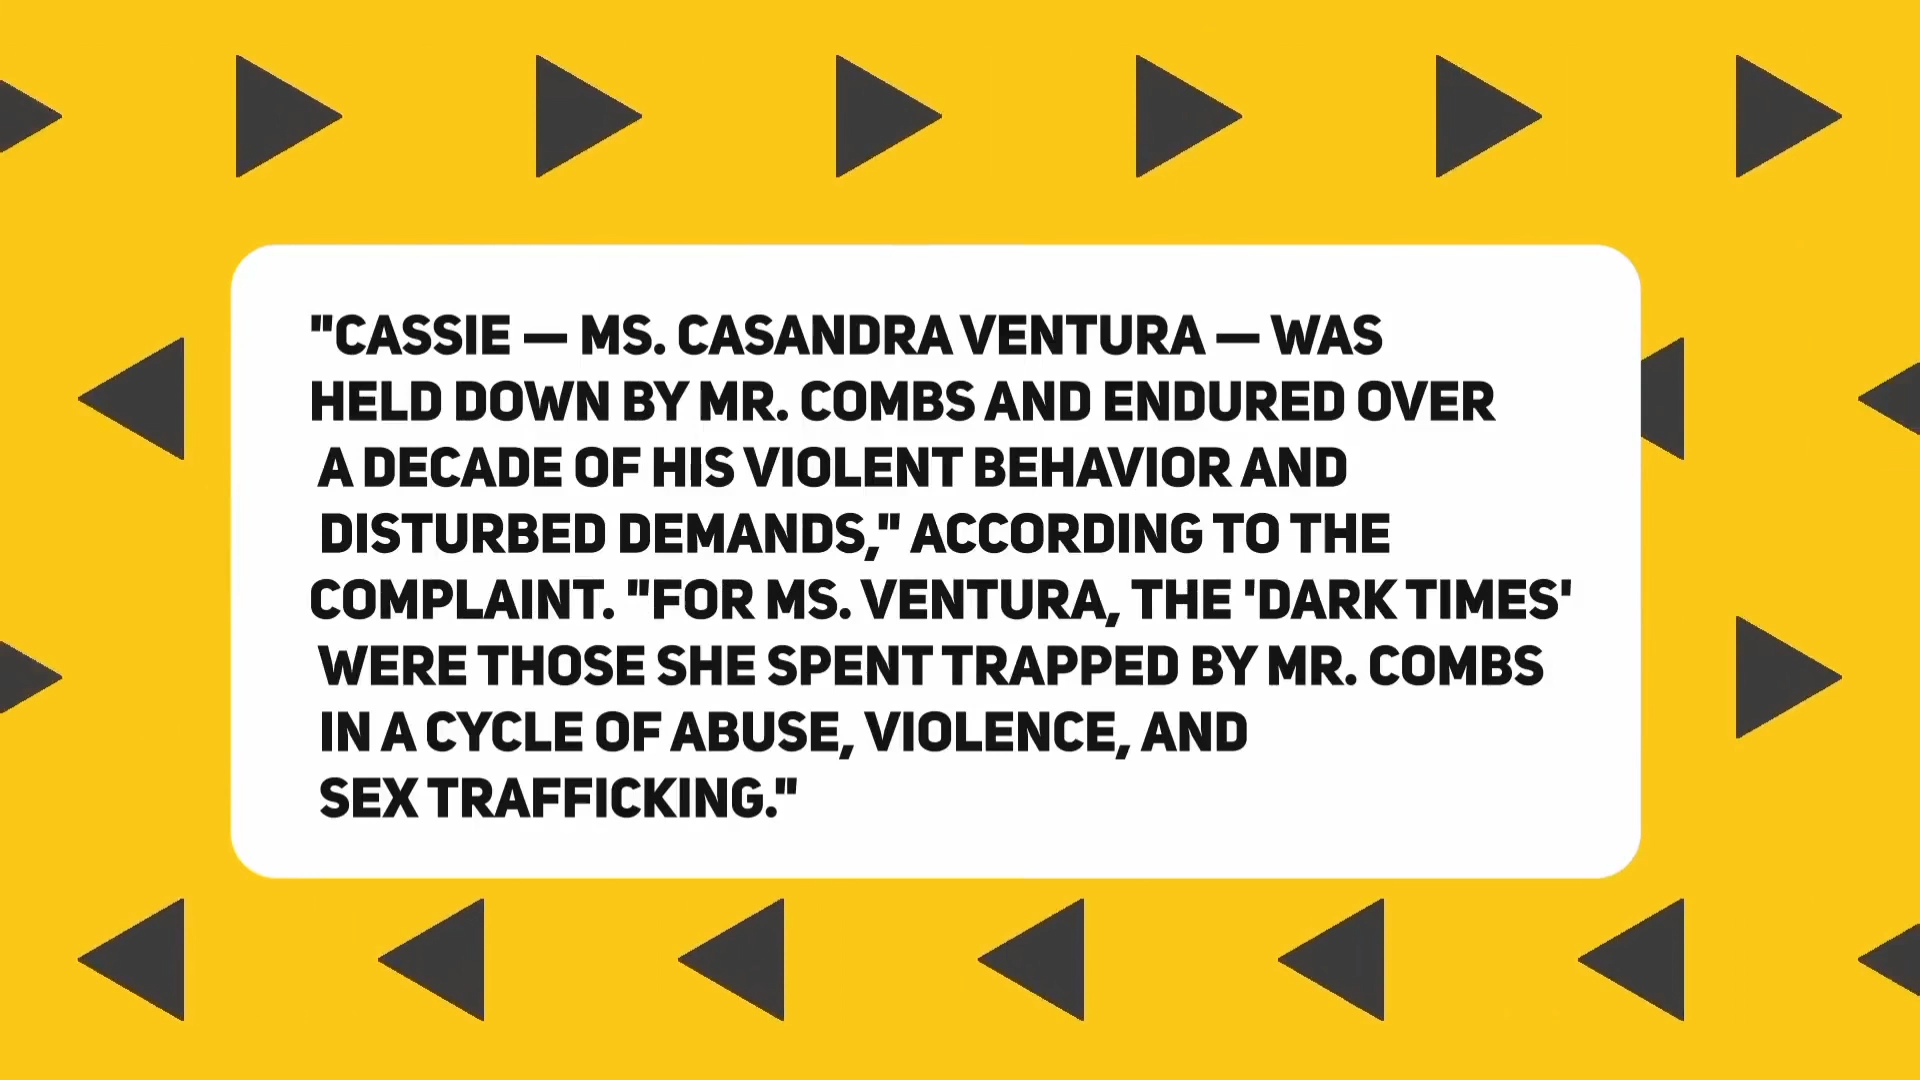 "CASSIE — MS. CASANDRA VENTURA — WAS
HELD DOWN BY MR. COMBS AND ENDURED OVER
A DECADE OF HIS VIOLENT BEHAVIOR AND
DISTURBED DEMANDS," ACCORDING TO THE
COMPLAINT. "FOR MS. VENTURA, THE 'DARK TIMES'
WERE THOSE SHE SPENT TRAPPED BY MR. COMBS
IN A CYCLE OF ABUSE, VIOLENCE, AND
SEX TRAFFICKING."